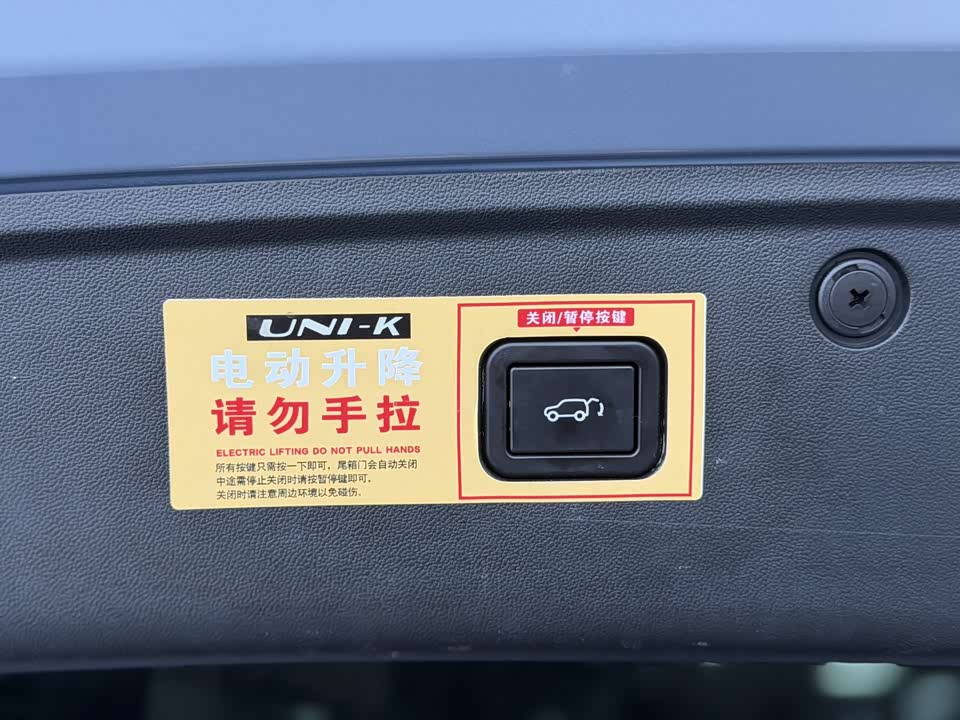 UNI-K
电动升降
请勿手拉
ELECTRIC LIFTING DO NOT PULL HANDS
所有按键只需按一下即可，尾箱门会自动关闭
中途需停止关闭时请按暂停键即可，
关闭时请注意周边环境以免碰伤。
关闭/暂停按键